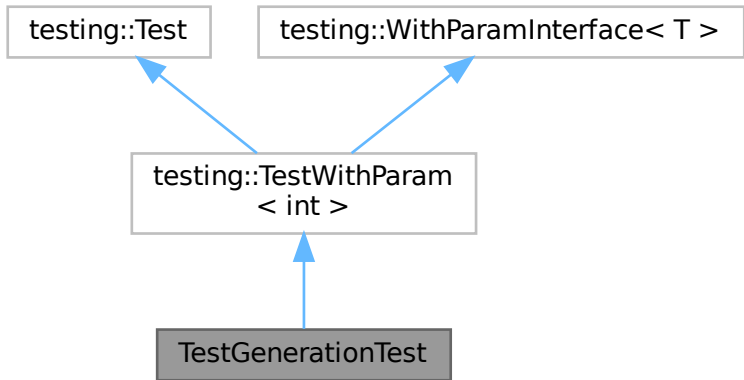 testing::Test
testing::WithParamInterface< T >
testing::TestWithParam
< int >
TestGenerationTest